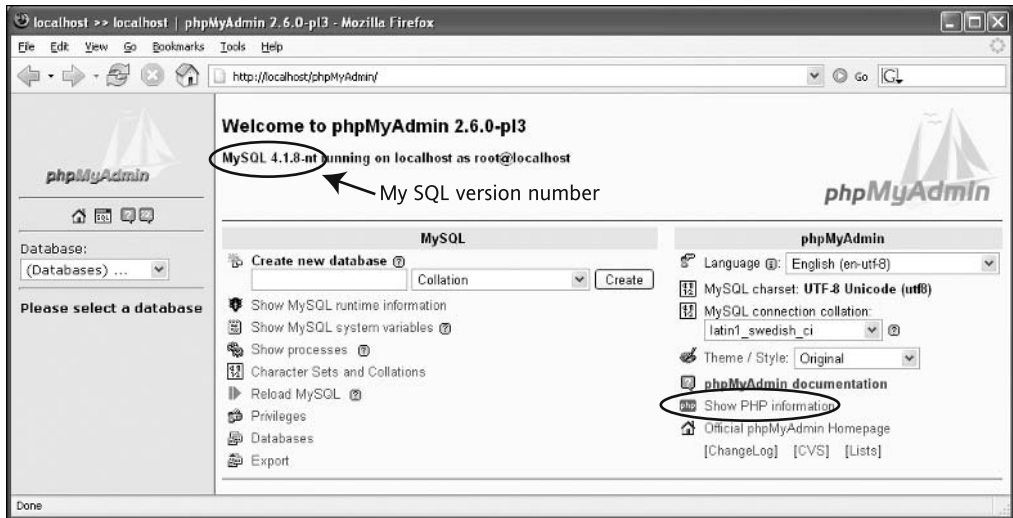 localhost >> localhost | phpMyAdmin 2.6.0-pl3 - Mozilla Firefox
File Edit View Go Bookmarks Tools Help
http://localhost/phpMyAdmin/
Go
G
phpMyAdmin
Database:
(Databases) ...
Please select a database
Welcome to phpMyAdmin 2.6.0-pl3
MySQL 4.1.8-nt running on localhost as root@localhost
My SQL version number
phpMyAdmin
MySQL
Create new database
Collation
Create
Show MySQL runtime information
Show MySQL system variables
Show processes
Character Sets and Collations
Reload MySQL
Privileges
Databases
Export
phpMyAdmin
Language: English (en-utf-8)
MySQL charset: UTF-8 Unicode (utf8)
MySQL connection collation:
latin1_swedish_ci
Theme / Style: Original
phpMyAdmin documentation
php Show PHP information
Official phpMyAdmin Homepage
[ChangeLog] [CVS] [Lists]
Done